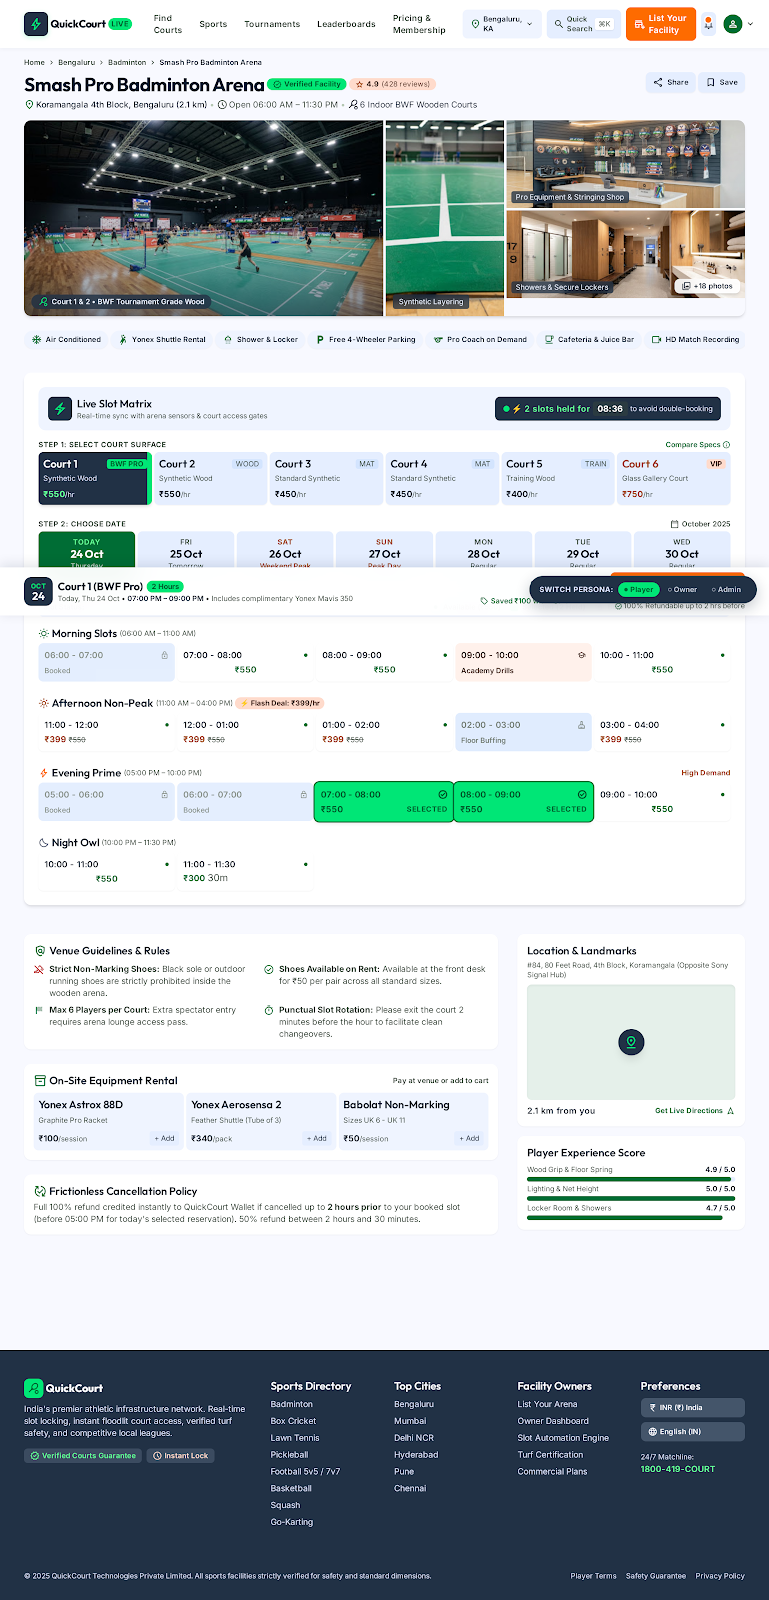 QuickCourt LIVE
Find Courts
Sports
Tournaments
Leaderboards
Pricing & Membership
Bengaluru, KA
Quick Search ⌘K
List Your Facility
Home › Bengaluru › Badminton › Smash Pro Badminton Arena
Smash Pro Badminton Arena
Verified Facility
4.9 (428 reviews)
Share
Save
Koramangala 4th Block, Bengaluru (2.1 km) • Open 06:00 AM – 11:30 PM • 6 Indoor BWF Wooden Courts
Court 1 & 2 • BWF Tournament Grade Wood
Synthetic Layering
Pro Equipment & Stringing Shop
Showers & Secure Lockers
+18 photos
Air Conditioned
Yonex Shuttle Rental
Shower & Locker
Free 4-Wheeler Parking
Pro Coach on Demand
Cafeteria & Juice Bar
HD Match Recording
Live Slot Matrix
Real-time sync with arena sensors & court access gates
2 slots held for 08:36 to avoid double-booking
STEP 1: SELECT COURT SURFACE
Compare Specs
Court 1 BWF PRO
Synthetic Wood
₹550/hr
Court 2 WOOD
Synthetic Wood
₹550/hr
Court 3 MAT
Standard Synthetic
₹450/hr
Court 4 MAT
Standard Synthetic
₹450/hr
Court 5 TRAIN
Training Wood
₹400/hr
Court 6 VIP
Glass Gallery Court
₹750/hr
STEP 2: CHOOSE DATE
October 2025
TODAY
24 Oct
Thursday
FRI
25 Oct
Tomorrow
SAT
26 Oct
Weekend Peak
SUN
27 Oct
Peak Day
MON
28 Oct
Regular
TUE
29 Oct
Regular
WED
30 Oct
Regular
OCT
24
Court 1 (BWF Pro) 2 Hours
Today, Thu 24 Oct • 07:00 PM – 09:00 PM • Includes complimentary Yonex Mavis 350
Saved ₹100
SWITCH PERSONA: Player Owner Admin
100% Refundable up to 2 hrs before
Morning Slots (06:00 AM – 11:00 AM)
06:00 - 07:00
Booked
07:00 - 08:00
₹550
08:00 - 09:00
₹550
09:00 - 10:00
Academy Drills
10:00 - 11:00
₹550
Afternoon Non-Peak (11:00 AM – 04:00 PM) Flash Deal: ₹399/hr
11:00 - 12:00
₹399 ₹550
12:00 - 01:00
₹399 ₹550
01:00 - 02:00
₹399 ₹550
02:00 - 03:00
Floor Buffing
03:00 - 04:00
₹399 ₹550
Evening Prime (05:00 PM – 10:00 PM)
High Demand
05:00 - 06:00
Booked
06:00 - 07:00
Booked
07:00 - 08:00
₹550 SELECTED
08:00 - 09:00
₹550 SELECTED
09:00 - 10:00
₹550
Night Owl (10:00 PM – 11:30 PM)
10:00 - 11:00
₹550
11:00 - 11:30
₹300 30m
Venue Guidelines & Rules
Strict Non-Marking Shoes: Black sole or outdoor
running shoes are strictly prohibited inside the
wooden arena.
Shoes Available on Rent: Available at the front desk
for ₹50 per pair across all standard sizes.
Max 6 Players per Court: Extra spectator entry
requires arena lounge access pass.
Punctual Slot Rotation: Please exit the court 2
minutes before the hour to facilitate clean
changeovers.
On-Site Equipment Rental
Pay at venue or add to cart
Yonex Astrox 88D
Graphite Pro Racket
₹100/session + Add
Yonex Aerosensa 2
Feather Shuttle (Tube of 3)
₹340/pack + Add
Babolat Non-Marking
Sizes UK 6 - UK 11
₹50/session + Add
Frictionless Cancellation Policy
Full 100% refund credited instantly to QuickCourt Wallet if cancelled up to 2 hours prior to your booked slot
(before 05:00 PM for today's selected reservation). 50% refund between 2 hours and 30 minutes.
Location & Landmarks
#84, 80 Feet Road, 4th Block, Koramangala (Opposite Sony
Signal Hub)
2.1 km from you
Get Live Directions
Player Experience Score
Wood Grip & Floor Spring 4.9 / 5.0
Lighting & Net Height 5.0 / 5.0
Locker Room & Showers 4.7 / 5.0
QuickCourt
India's premier athletic infrastructure network. Real-time
slot locking, instant floodlit court access, verified turf
safety, and competitive local leagues.
Verified Courts Guarantee
Instant Lock
Sports Directory
Badminton
Box Cricket
Lawn Tennis
Pickleball
Football 5v5 / 7v7
Basketball
Squash
Go-Karting
Top Cities
Bengaluru
Mumbai
Delhi NCR
Hyderabad
Pune
Chennai
Facility Owners
List Your Arena
Owner Dashboard
Slot Automation Engine
Turf Certification
Commercial Plans
Preferences
₹ INR (₹) India
English (IN)
24/7 Matchline:
1800-419-COURT
© 2025 QuickCourt Technologies Private Limited. All sports facilities strictly verified for safety and standard dimensions.
Player Terms
Safety Guarantee
Privacy Policy